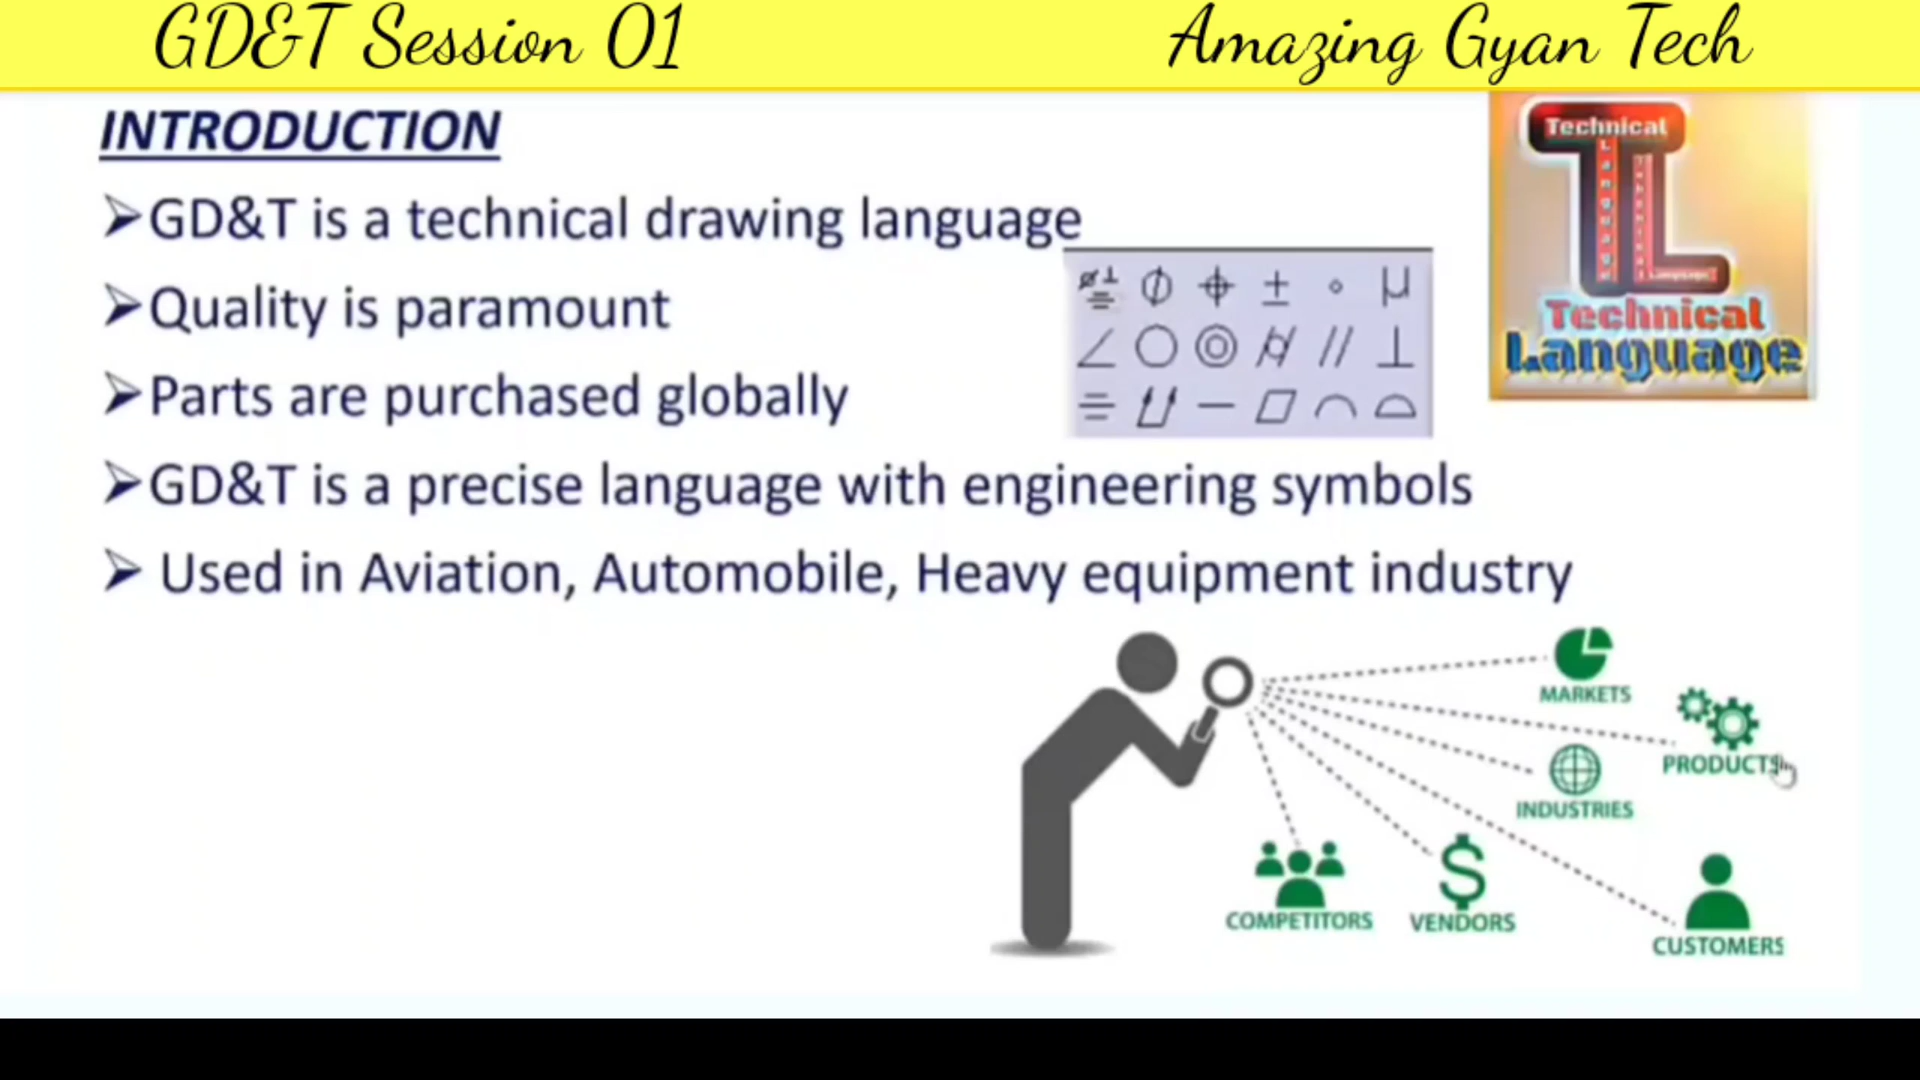 GD&T Session 01
Amazing Gyan Tech
INTRODUCTION
➢GD&T is a technical drawing language
➢Quality is paramount
➢Parts are purchased globally
➢GD&T is a precise language with engineering symbols
➢ Used in Aviation, Automobile, Heavy equipment industry
Technical
Language
Technical
Language
MARKETS
PRODUCTS
INDUSTRIES
COMPETITORS
VENDORS
CUSTOMERS